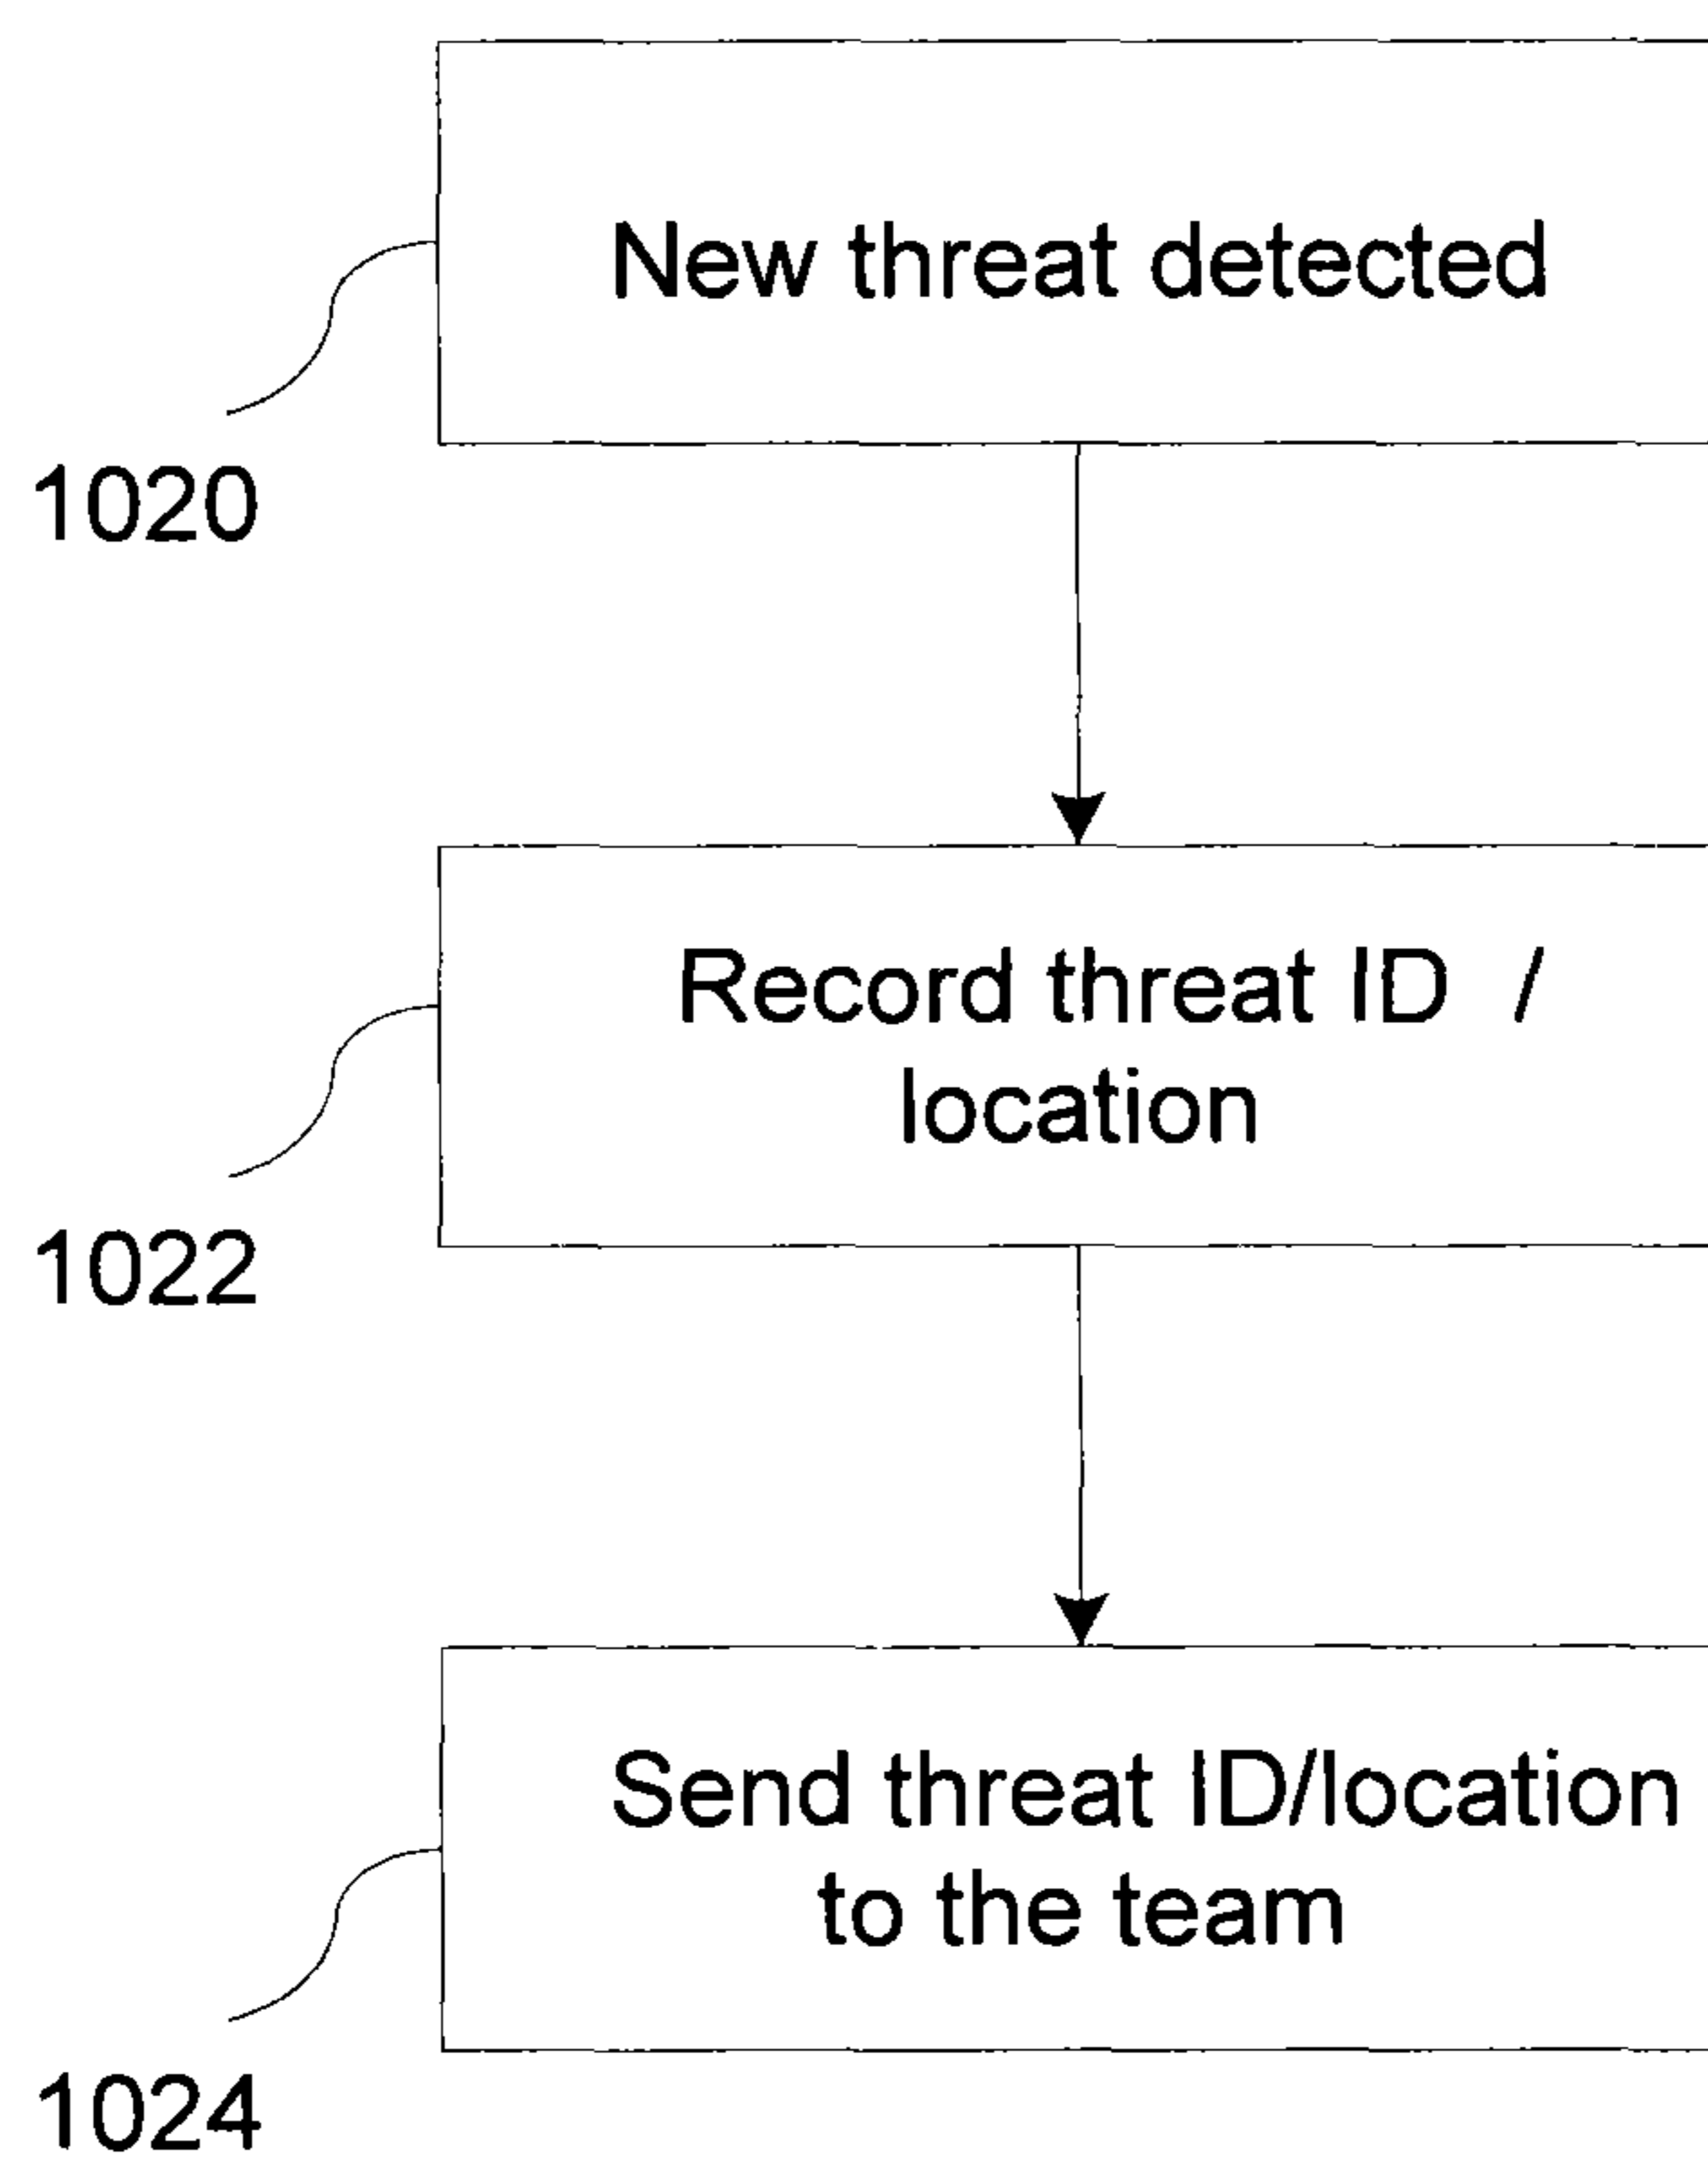 New threat detected
1020
Record threat ID /
location
1022
Send threat ID/location
to the team
1024